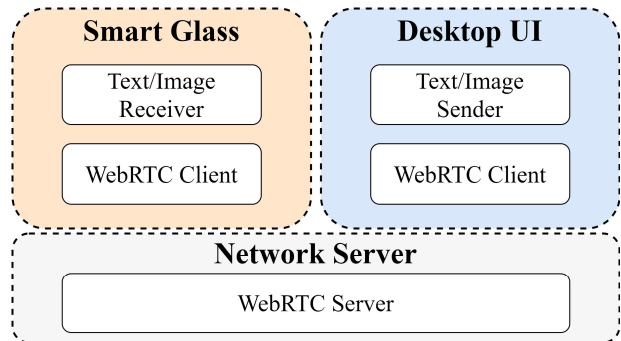 Smart Glass
Text/Image
Receiver
WebRTC Client
Desktop UI
Text/Image
Sender
WebRTC Client
Network Server
WebRTC Server